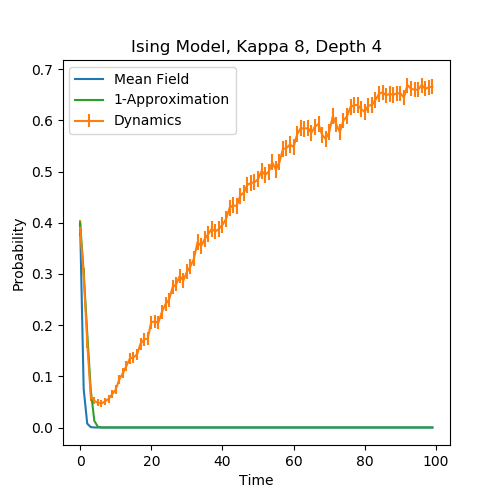 Ising Model, Kappa 8, Depth 4
Mean Field
1-Approximation
Dynamics
Probability
0.7
0.6
0.5
0.4
0.3
0.2
0.1
0.0
0
20
40
60
80
100
Time